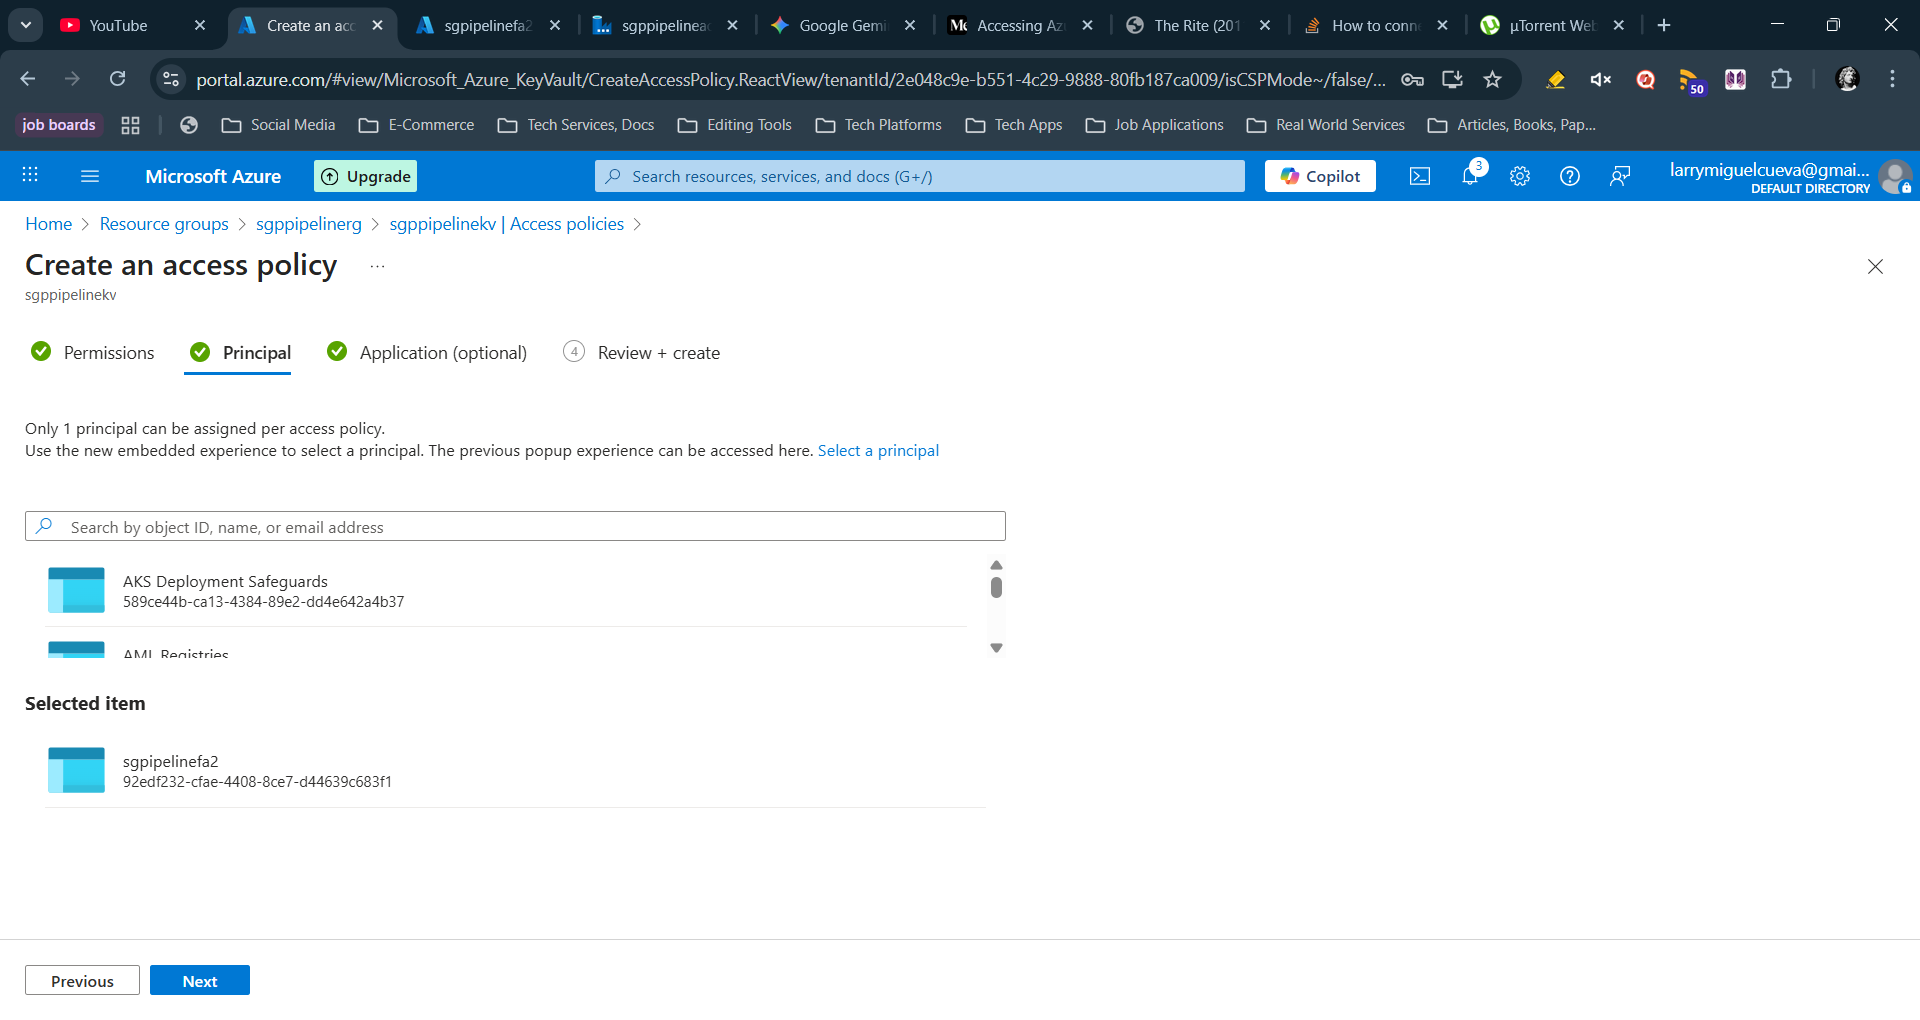 YouTube
Create an acc
sgpipelinefa2
sgppipelineac
Google Gemi
Accessing Az
The Rite (201
How to conne
µTorrent Web
portal.azure.com/#view/Microsoft_Azure_KeyVault/CreateAccessPolicy.ReactView/tenantId/2e048c9e-b551-4c29-9888-80fb187ca009/isCSPMode~/false/...
50
job boards
Social Media
E-Commerce
Tech Services, Docs
Editing Tools
Tech Platforms
Tech Apps
Job Applications
Real World Services
Articles, Books, Pap...
Microsoft Azure
Upgrade
Search resources, services, and docs (G+/)
Copilot
3
larrymiguelcueva@gmai...
DEFAULT DIRECTORY
Home > Resource groups > sgppipelinerg > sgppipelinekv | Access policies >
Create an access policy ...
sgppipelinekv
Permissions
Principal
Application (optional)
4 Review + create
Only 1 principal can be assigned per access policy.
Use the new embedded experience to select a principal. The previous popup experience can be accessed here. Select a principal
Search by object ID, name, or email address
AKS Deployment Safeguards
589ce44b-ca13-4384-89e2-dd4e642a4b37
AML Registries
Selected item
sgpipelinefa2
92edf232-cfae-4408-8ce7-d44639c683f1
Previous
Next